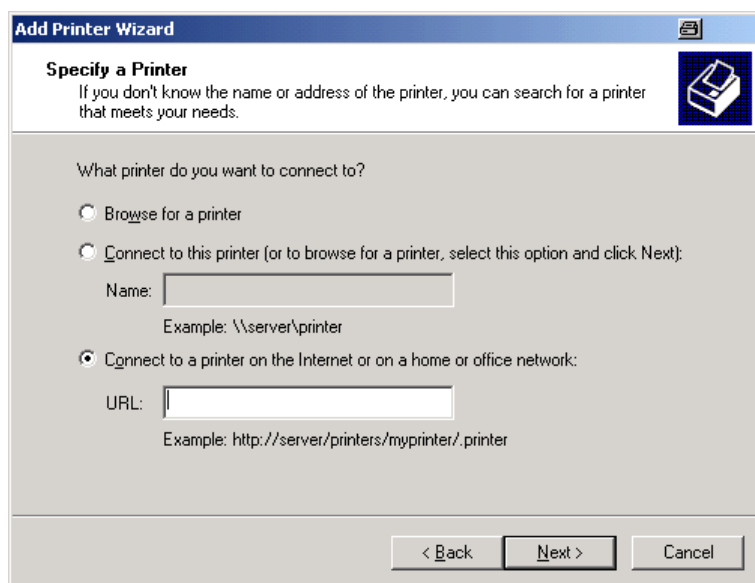 Add Printer Wizard
Specify a Printer
If you don't know the name or address of the printer, you can search for a printer
that meets your needs.
What printer do you want to connect to?
Browse for a printer
Connect to this printer (or to browse for a printer, select this option and click Next):
Name:
Example: \\server\printer
Connect to a printer on the Internet or on a home or office network:
URL:
Example: http://server/printers/myprinter/.printer
< Back Next > Cancel